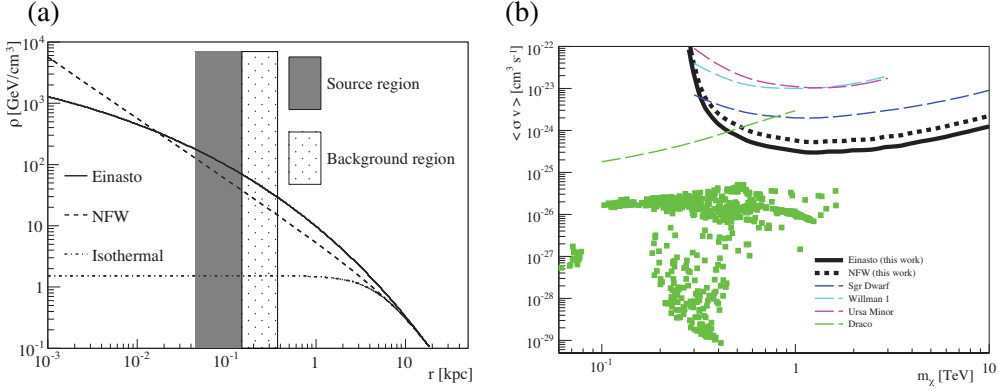 (a)
ρ [GeV/cm³]
10⁴
10³
10²
10
1
10⁻¹
10⁻³
10⁻²
10⁻¹
1
10
r [kpc]
Source region
Background region
Einasto
NFW
Isothermal
(b)
< σ v > [cm³ s⁻¹]
10⁻²²
10⁻²³
10⁻²⁴
10⁻²⁵
10⁻²⁶
10⁻²⁷
10⁻²⁸
10⁻²⁹
10⁻¹
1
10
m_χ [TeV]
Einasto (this work)
NFW (this work)
Sgr Dwarf
Willman 1
Ursa Minor
Draco